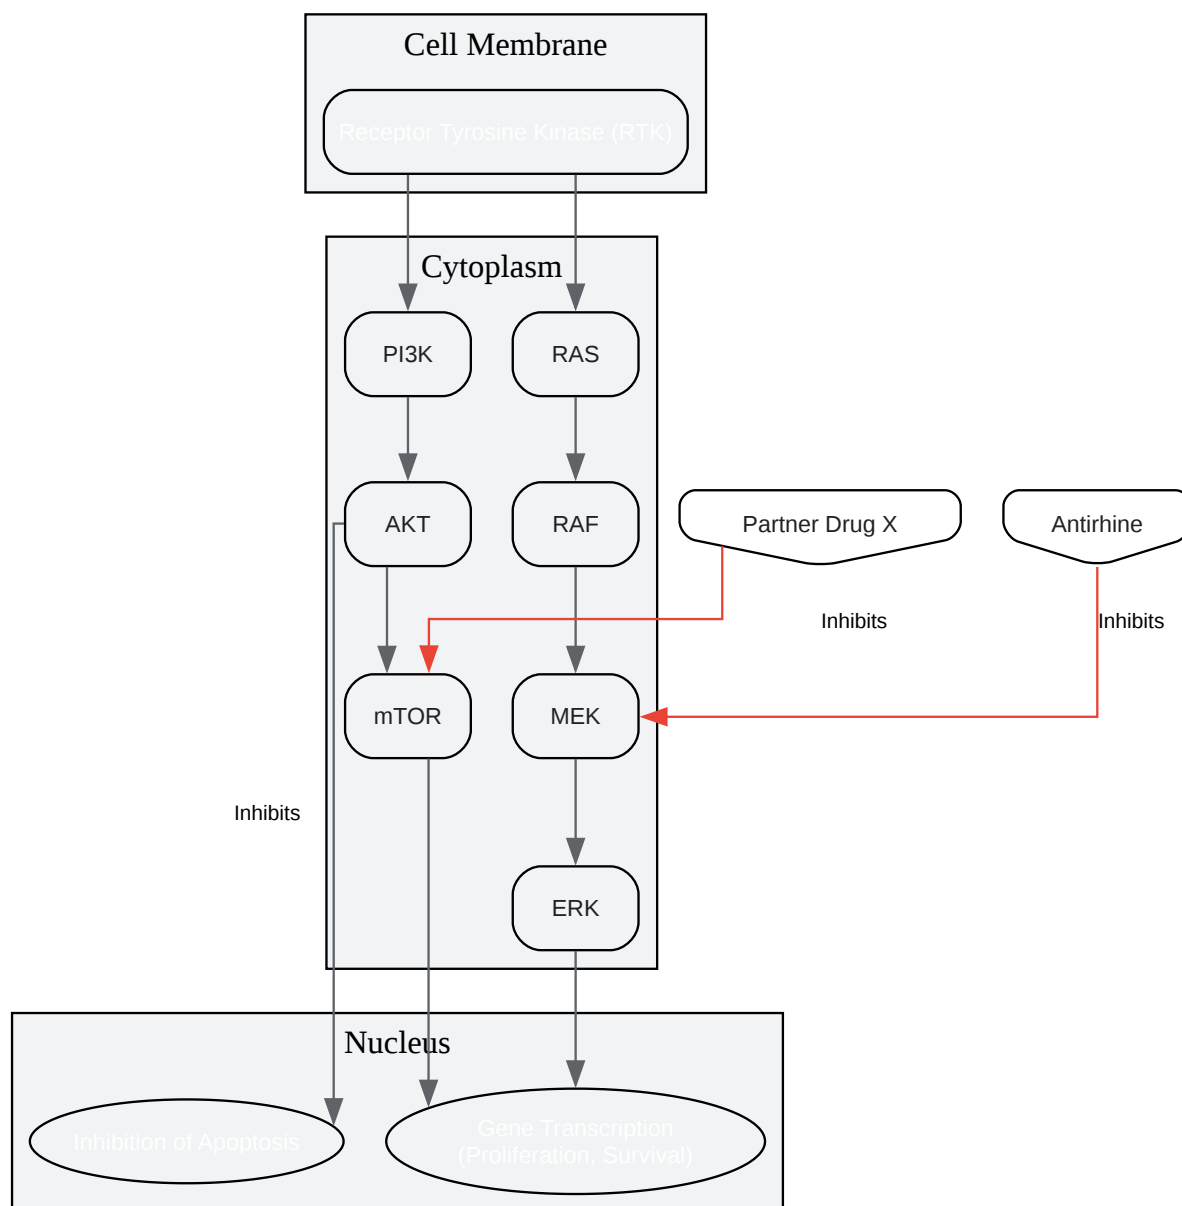 Cell Membrane
Receptor Tyrosine Kinase (RTK)
Cytoplasm
PI3K
RAS
AKT
RAF
Partner Drug X
Antirhine
Inhibits
Inhibits
mTOR
MEK
Inhibits
ERK
Nucleus
Inhibition of Apoptosis
Gene Transcription
(Proliferation, Survival)